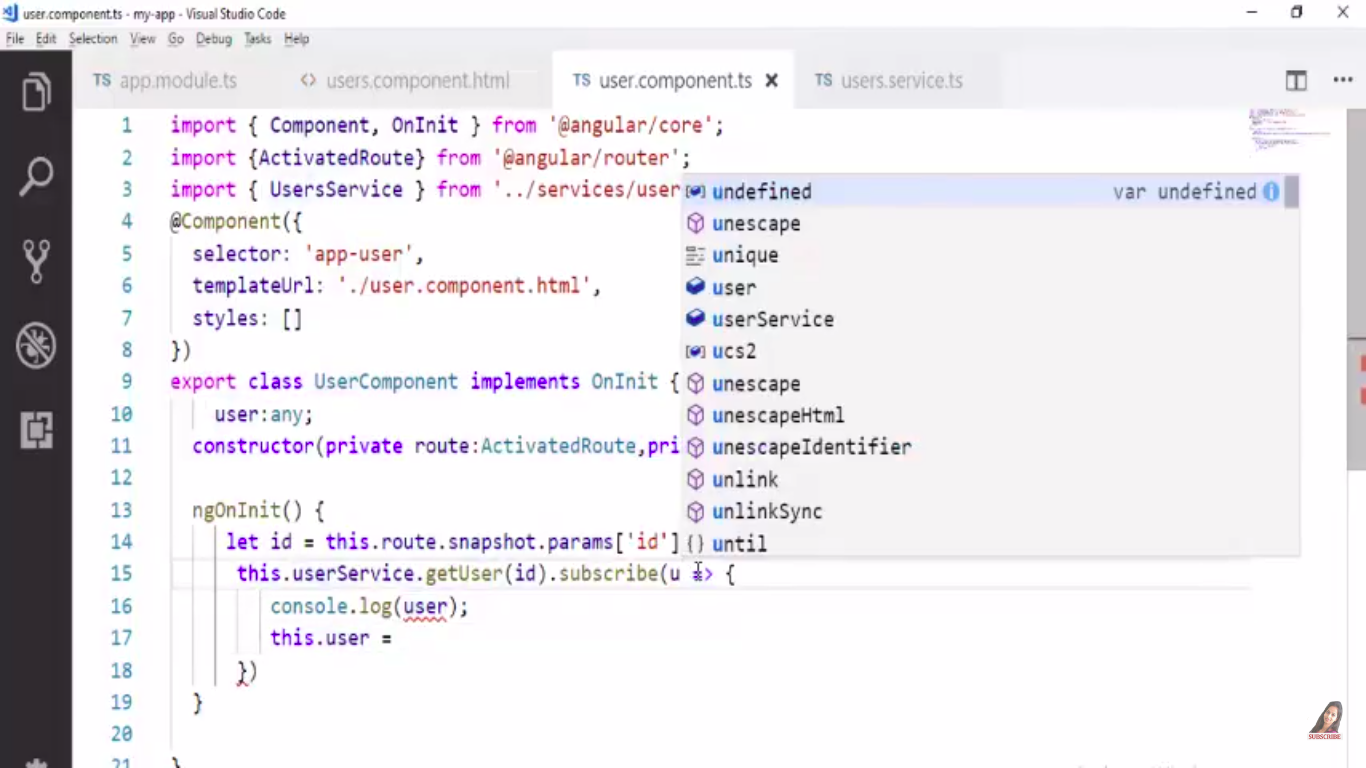 user.component.ts - my-app - Visual Studio Code
File Edit Selection View Go Debug Tasks Help
TS app.module.ts <> users.component.html TS user.component.ts TS users.service.ts
1 import { Component, OnInit } from '@angular/core';
2 import {ActivatedRoute} from '@angular/router';
3 import { UsersService } from '../services/user
4 @Component({
5 selector: 'app-user',
6 templateUrl: './user.component.html',
7 styles: []
8 })
9 export class UserComponent implements OnInit {
10 user:any;
11 constructor(private route:ActivatedRoute,pri
12
13 ngOnInit() {
14 let id = this.route.snapshot.params['id']
15 this.userService.getUser(id).subscribe(u => {
16 console.log(user);
17 this.user =
18 })
19 }
20
21 }
undefined var undefined
unescape
unique
user
userService
ucs2
unescape
unescapeHtml
unescapeIdentifier
unlink
unlinkSync
{} until
SUBSCRIBE